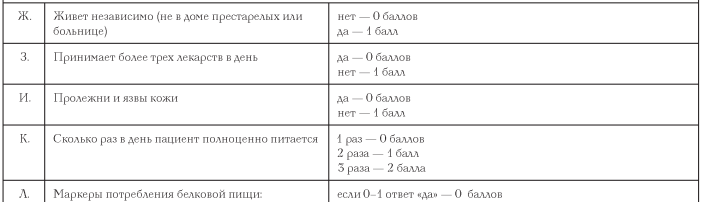 Ж. Живет независимо (не в доме престарелых или нет — 0 баллов
больнице) да — 1 балл
З. Принимает более трех лекарств в день да — 0 баллов
нет — 1 балл
И. Пролежни и язвы кожи да — 0 баллов
нет — 1 балл
К. Сколько раз в день пациент полноценно питается 1 раз — 0 баллов
2 раза — 1 балл
3 раза — 2 балла
Л. Маркеры потребления белковой пищи: если 0–1 ответ «да» — 0 баллов